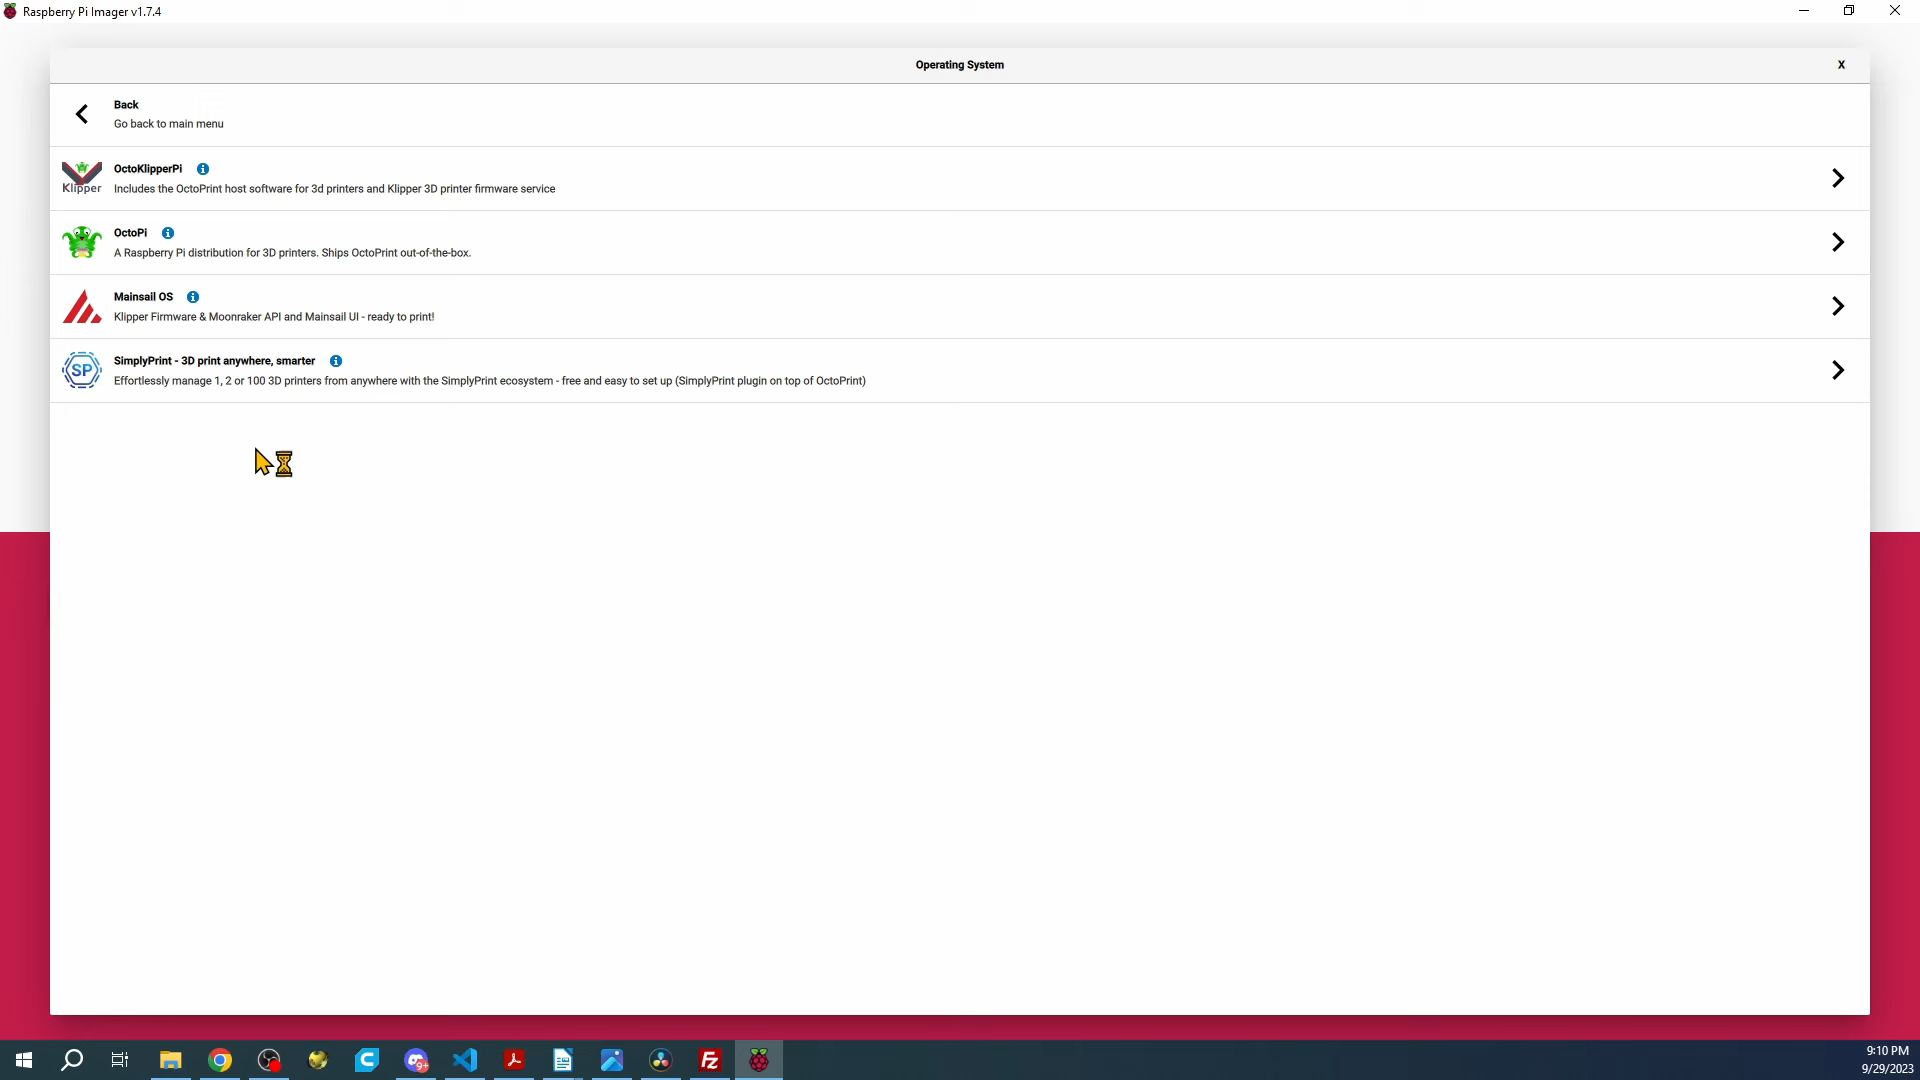 Raspberry Pi Imager v1.7.4
Operating System
X
Back
Go back to main menu
OctoKlipperPi
Klipper
Includes the OctoPrint host software for 3d printers and Klipper 3D printer firmware service
OctoPi
A Raspberry Pi distribution for 3D printers. Ships OctoPrint out-of-the-box.
Mainsail OS
Klipper Firmware & Moonraker API and Mainsail UI - ready to print!
SimplyPrint - 3D print anywhere, smarter
SP
Effortlessly manage 1, 2 or 100 3D printers from anywhere with the SimplyPrint ecosystem - free and easy to set up (SimplyPrint plugin on top of OctoPrint)
9+
FZ
9:10 PM
9/29/2023